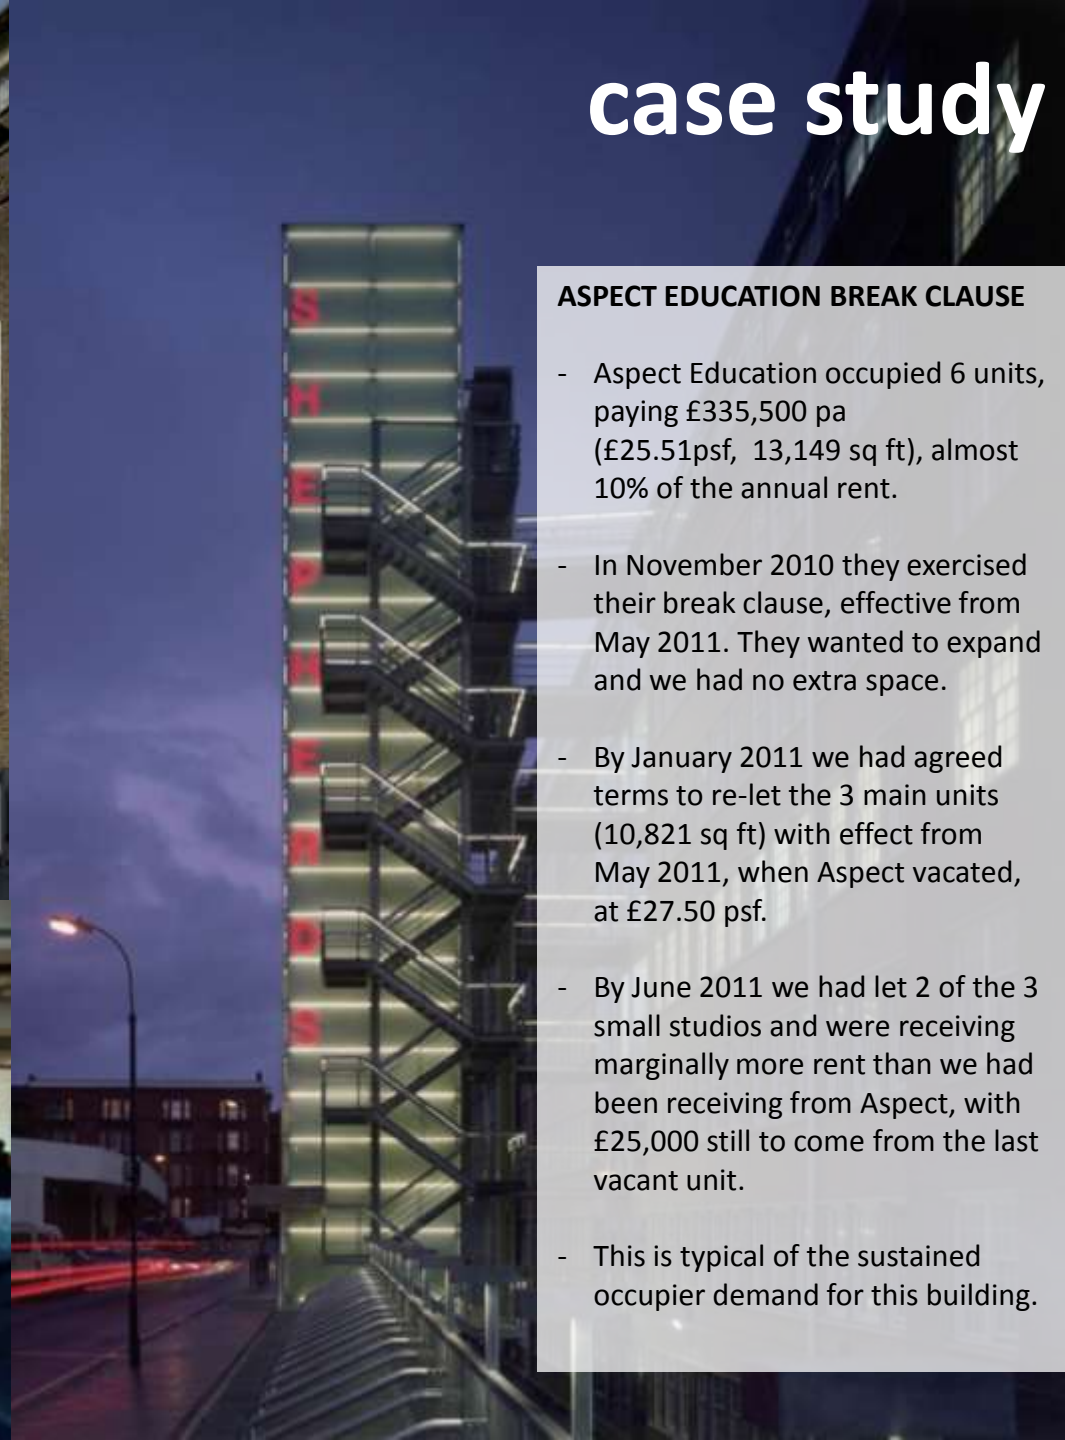 case study
SHEPHERDS
ASPECT EDUCATION BREAK CLAUSE
- Aspect Education occupied 6 units,
paying £335,500 pa
(£25.51psf, 13,149 sq ft), almost
10% of the annual rent.
- In November 2010 they exercised
their break clause, effective from
May 2011. They wanted to expand
and we had no extra space.
- By January 2011 we had agreed
terms to re-let the 3 main units
(10,821 sq ft) with effect from
May 2011, when Aspect vacated,
at £27.50 psf.
- By June 2011 we had let 2 of the 3
small studios and were receiving
marginally more rent than we had
been receiving from Aspect, with
£25,000 still to come from the last
vacant unit.
- This is typical of the sustained
occupier demand for this building.